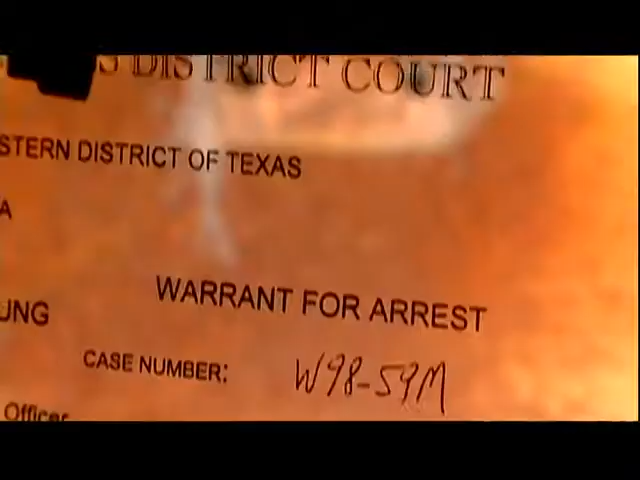 S DISTRICT COURT
STERN DISTRICT OF TEXAS
A
WARRANT FOR ARREST
UNG
CASE NUMBER: W98-59M
Officer